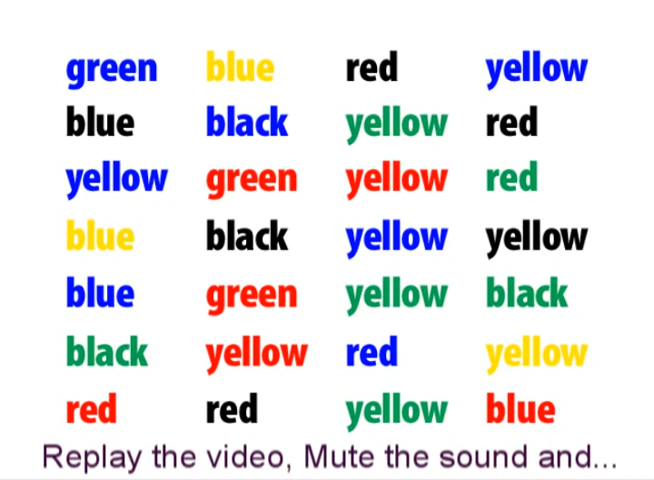 green blue red yellow
blue black yellow red
yellow green yellow red
blue black yellow yellow
blue green yellow black
black yellow red yellow
red red yellow blue
Replay the video, Mute the sound and...